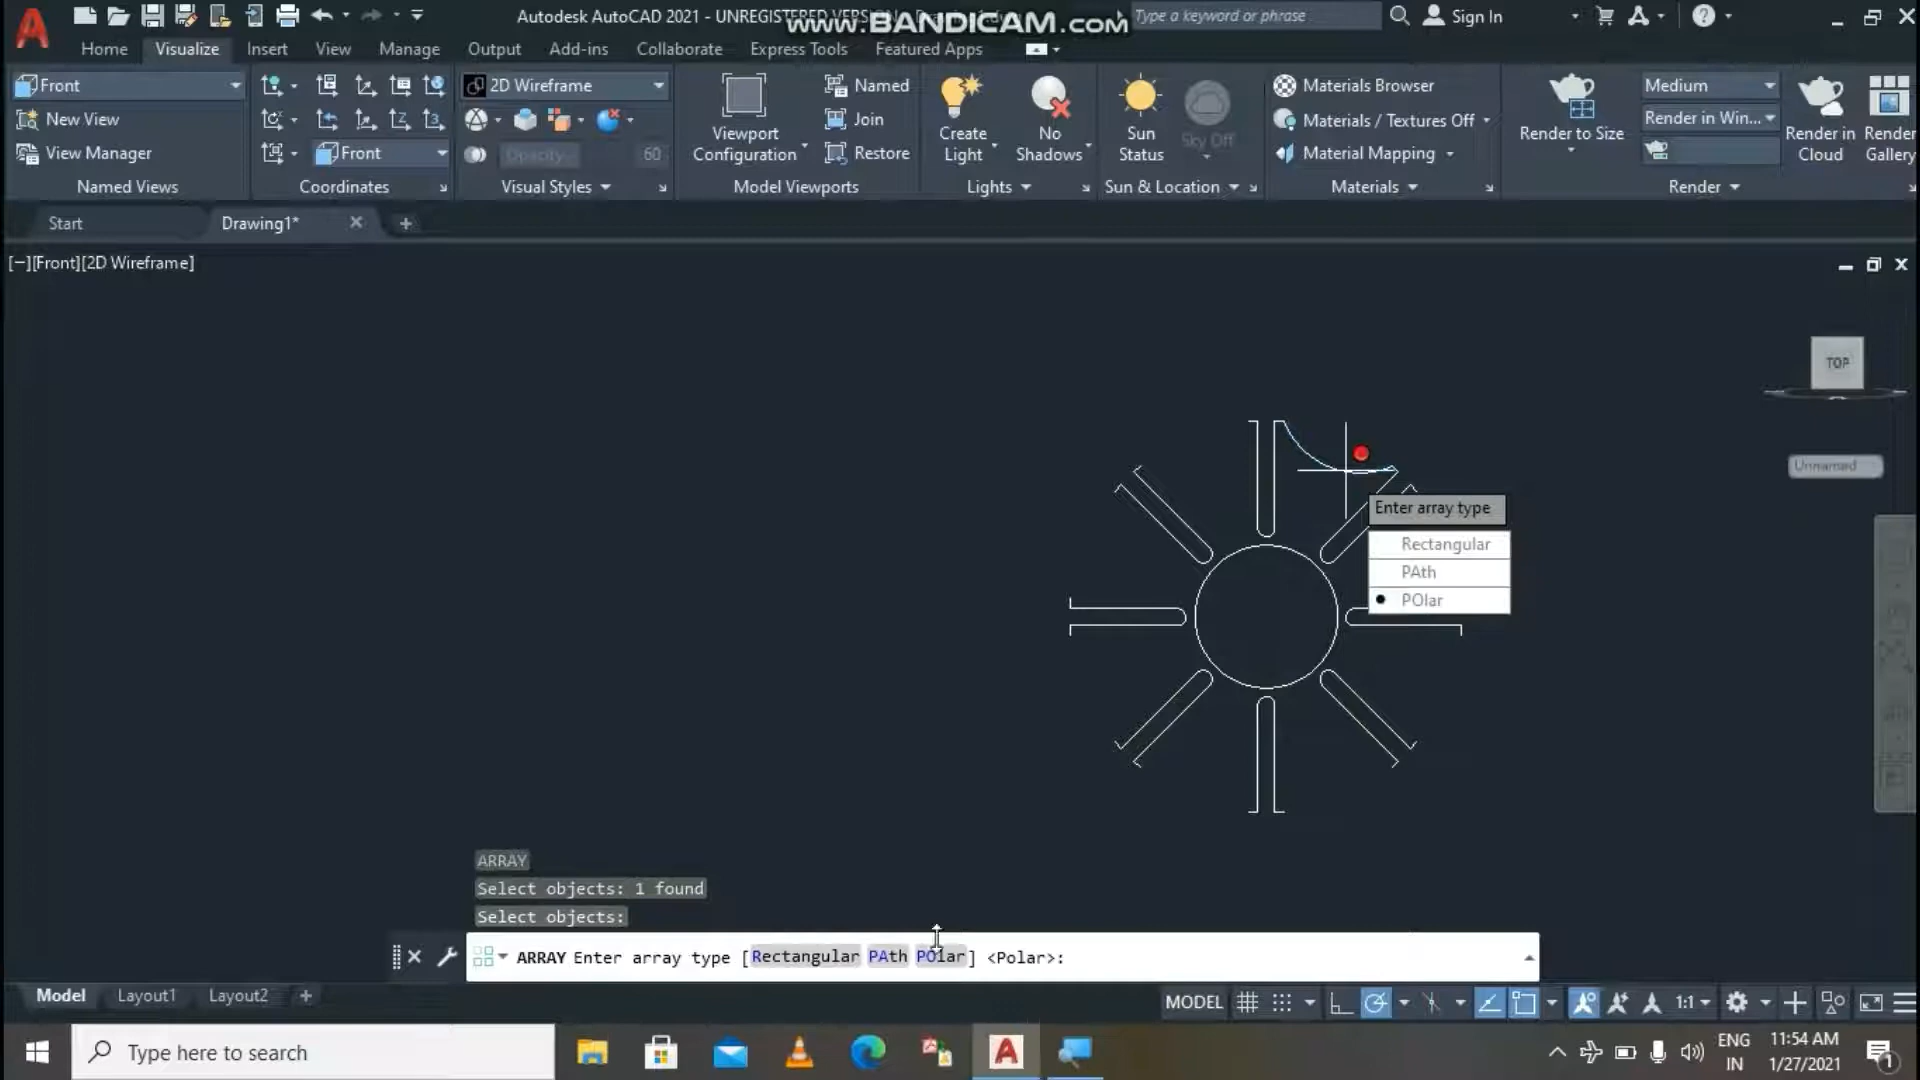 Autodesk AutoCAD 2021 - UNREGISTERED VERSION
www.BANDICAM.com
Type a keyword or phrase
Sign In
Home Visualize Insert View Manage Output Add-ins Collaborate Express Tools Featured Apps
Front
New View
View Manager
Named Views
Front
Coordinates
2D Wireframe
Opacity 60
Visual Styles
Viewport
Configuration
Named
Join
Restore
Model Viewports
Create
Light
No
Shadows
Lights
Sun
Status
Sky Off
Sun & Location
Materials Browser
Materials / Textures Off
Material Mapping
Materials
Render to Size
Medium
Render in Win...
Render in
Cloud
Render
Gallery
Render
Start
Drawing1*
[−][Front][2D Wireframe]
TOP
Unnamed
Enter array type
Rectangular
PAth
POlar
ARRAY
Select objects: 1 found
Select objects:
ARRAY Enter array type [Rectangular PAth POlar] <Polar>:
Model Layout1 Layout2
MODEL 1:1
Type here to search
ENG
IN
11:54 AM
1/27/2021
1